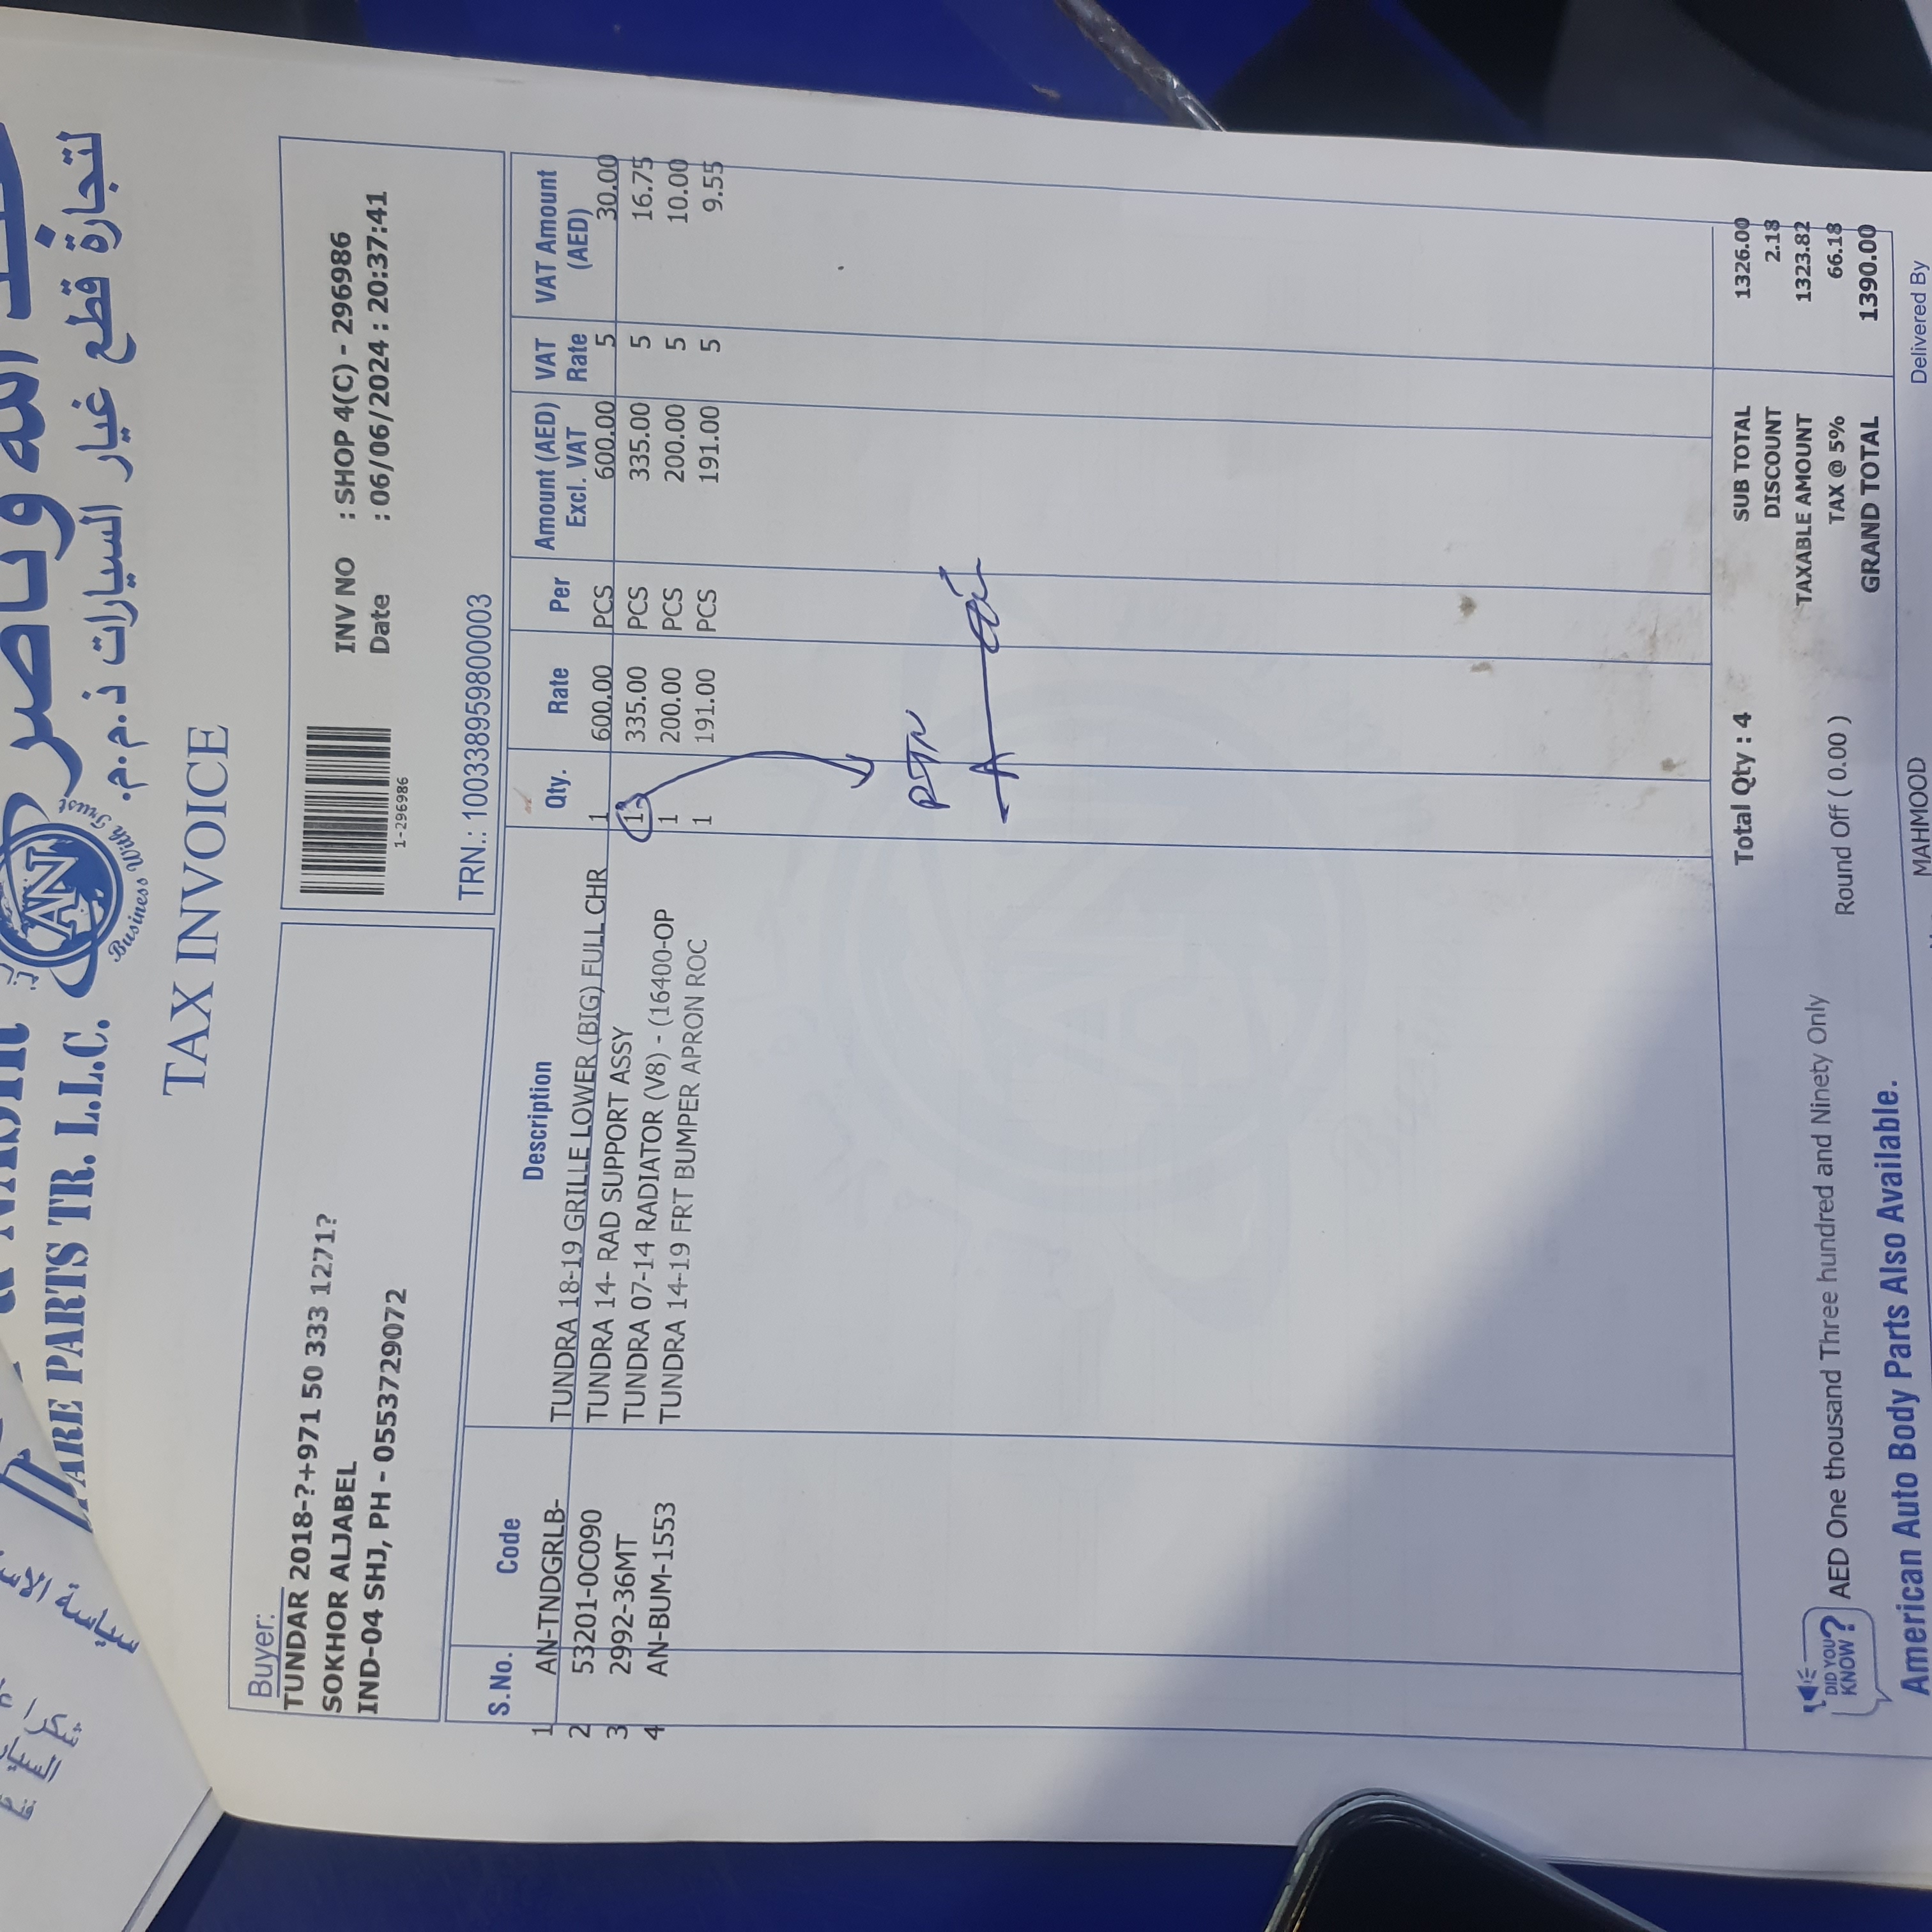 لتجارة قطع غيار السيارات ذ.م.م.
PARTS TR. L.L.C.
AN
Business With Trust
TAX INVOICE
Buyer:
TUNDAR 2018-?+971 50 333 1271?
SOKHOR ALJABEL
IND-04 SHJ, PH - 0553729072
1-296986
INV NO : SHOP 4(C) - 296986
Date : 06/06/2024 : 20:37:41
TRN.: 100338959800003
S.No. Code Description Qty. Rate Per Amount (AED) Excl. VAT VAT Rate VAT Amount (AED)
1 AN-TNDGRLB- TUNDRA 18-19 GRILLE LOWER (BIG) FULL CHR 1 600.00 PCS 600.00 5 30.00
2 53201-0C090 TUNDRA 14- RAD SUPPORT ASSY 1 335.00 PCS 335.00 5 16.75
3 2992-36MT TUNDRA 07-14 RADIATOR (V8) - (16400-OP 1 200.00 PCS 200.00 5 10.00
4 AN-BUM-1553 TUNDRA 14-19 FRT BUMPER APRON ROC 1 191.00 PCS 191.00 5 9.55
Total Qty : 4
SUB TOTAL 1326.00
DISCOUNT 2.18
TAXABLE AMOUNT 1323.82
TAX @ 5% 66.18
GRAND TOTAL 1390.00
DID YOU KNOW?
AED One thousand Three hundred and Ninety Only
Round Off ( 0.00 )
American Auto Body Parts Also Available.
MAHMOOD
Delivered By